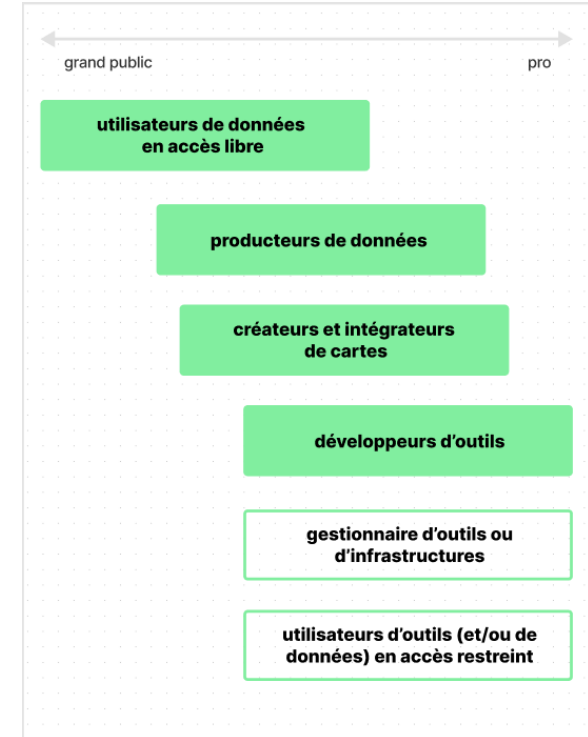 grand public
pro
utilisateurs de données
en accès libre
producteurs de données
créateurs et intégrateurs
de cartes
développeurs d’outils
gestionnaire d’outils ou
d’infrastructures
utilisateurs d’outils (et/ou de
données) en accès restreint